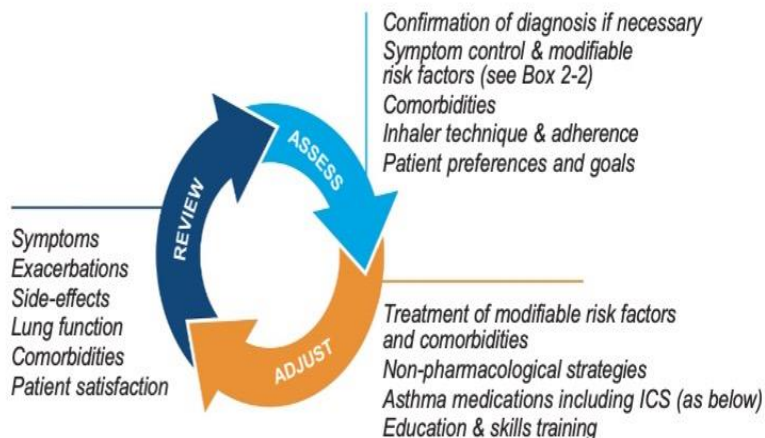 Confirmation of diagnosis if necessary
Symptom control & modifiable
risk factors (see Box 2-2)
Comorbidities
Inhaler technique & adherence
Patient preferences and goals
ASSESS
REVIEW
Symptoms
Exacerbations
Side-effects
Lung function
Comorbidities
Patient satisfaction
ADJUST
Treatment of modifiable risk factors
and comorbidities
Non-pharmacological strategies
Asthma medications including ICS (as below)
Education & skills training